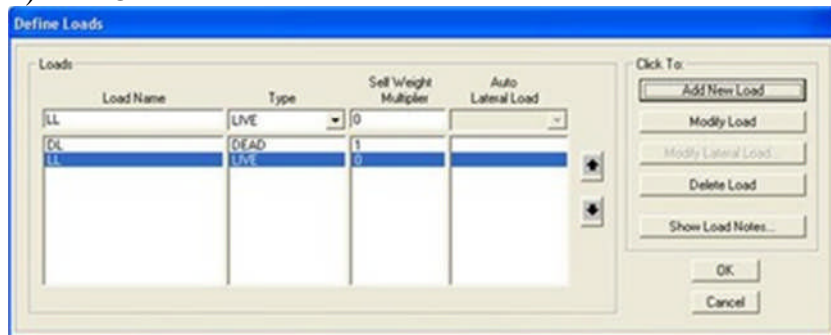 Define Loads
Loads
Click To:
Load Name Type Self Weight Multiplier Auto Lateral Load
LL LIVE 0
DL DEAD 1
LL LIVE 0
Add New Load
Modify Load
Modify Lateral Load...
Delete Load
Show Load Notes...
OK
Cancel